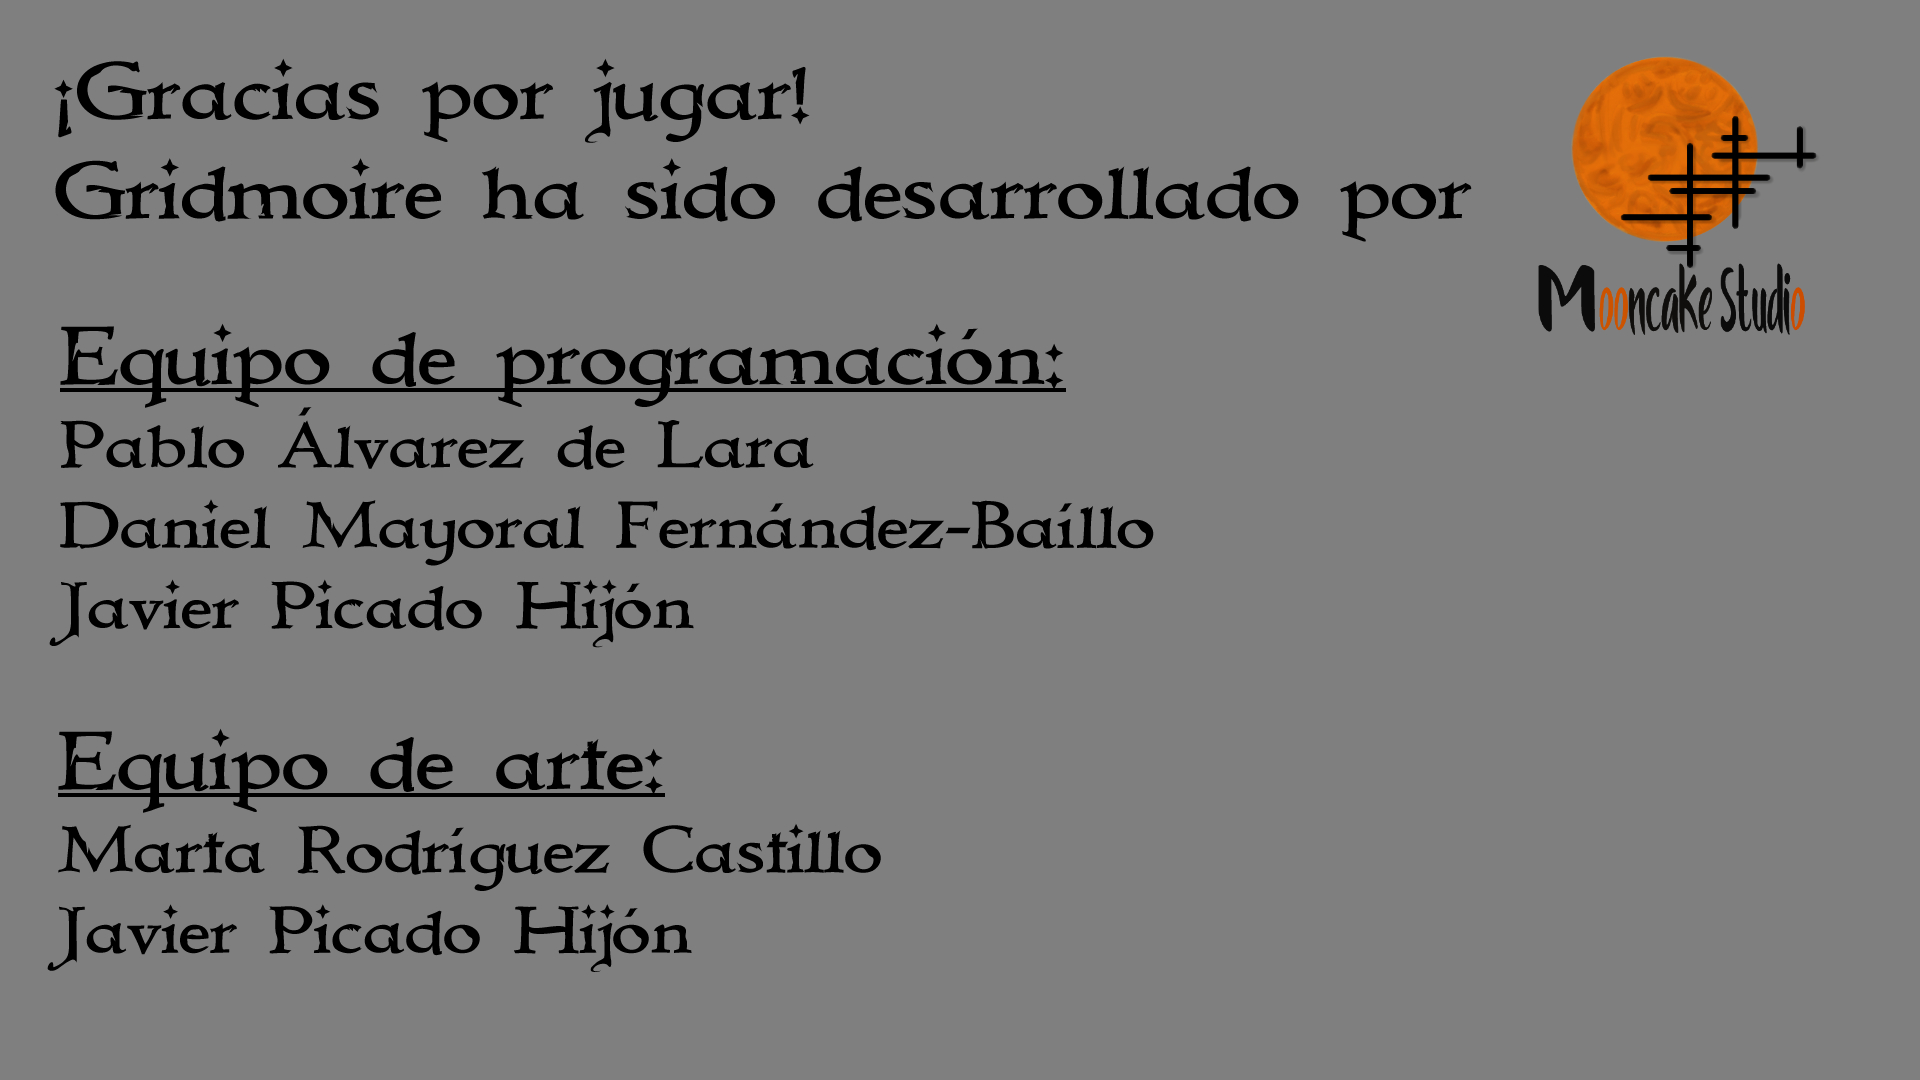 ¡Gracias por jugar!
Gridmoire ha sido desarrollado por
Mooncake Studio
Equipo de programación:
Pablo Álvarez de Lara
Daniel Mayoral Fernández-Baíllo
Javier Picado Hijón
Equipo de arte:
Marta Rodríguez Castillo
Javier Picado Hijón